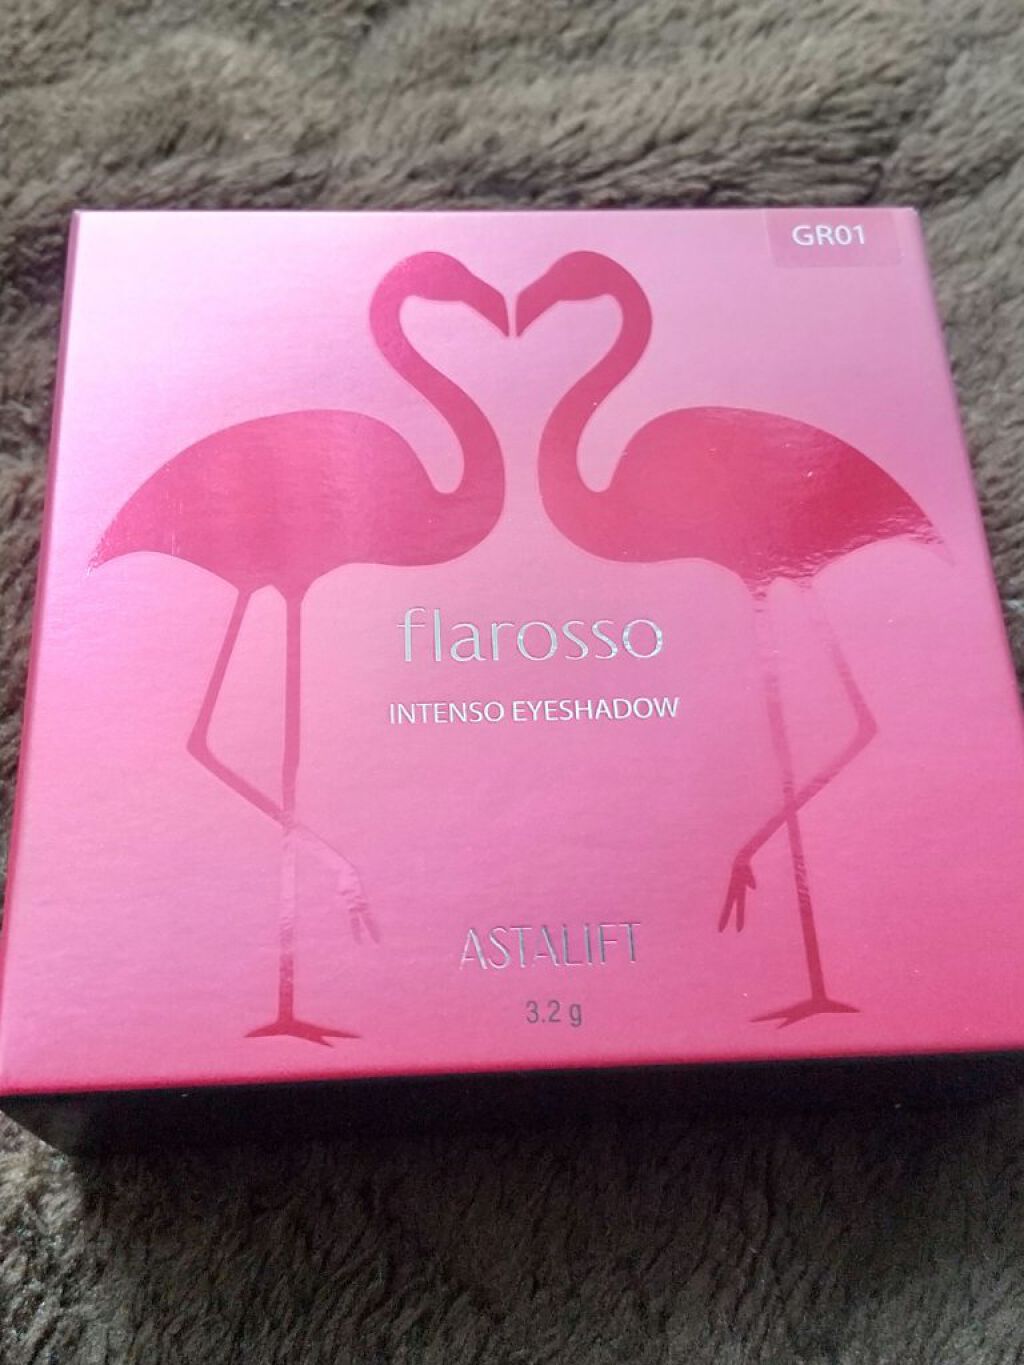 GR01
flarosso
INTENSO EYESHADOW
ASTALIFT
3.2 g